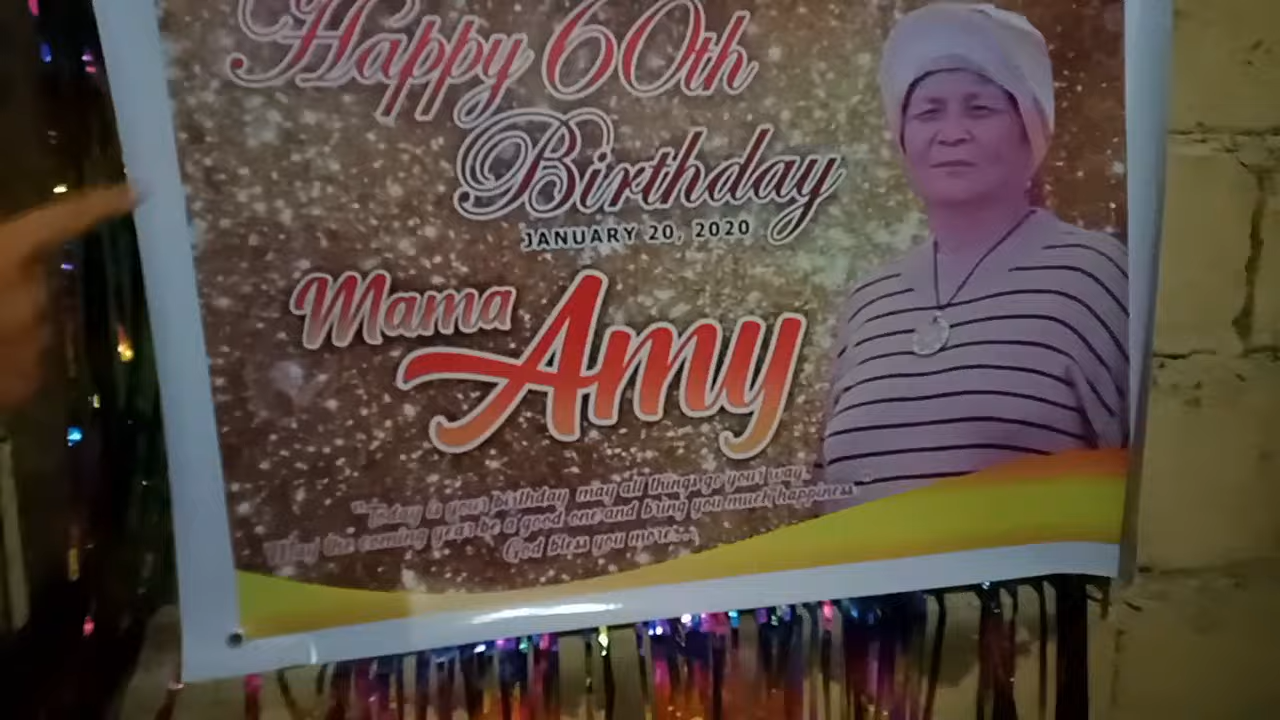 Happy 60th
Birthday
JANUARY 20, 2020
Mama
Amy
"Today is your birthday may all things go your way.
May the coming year be a good one and bring you much happiness"
God bless you more...